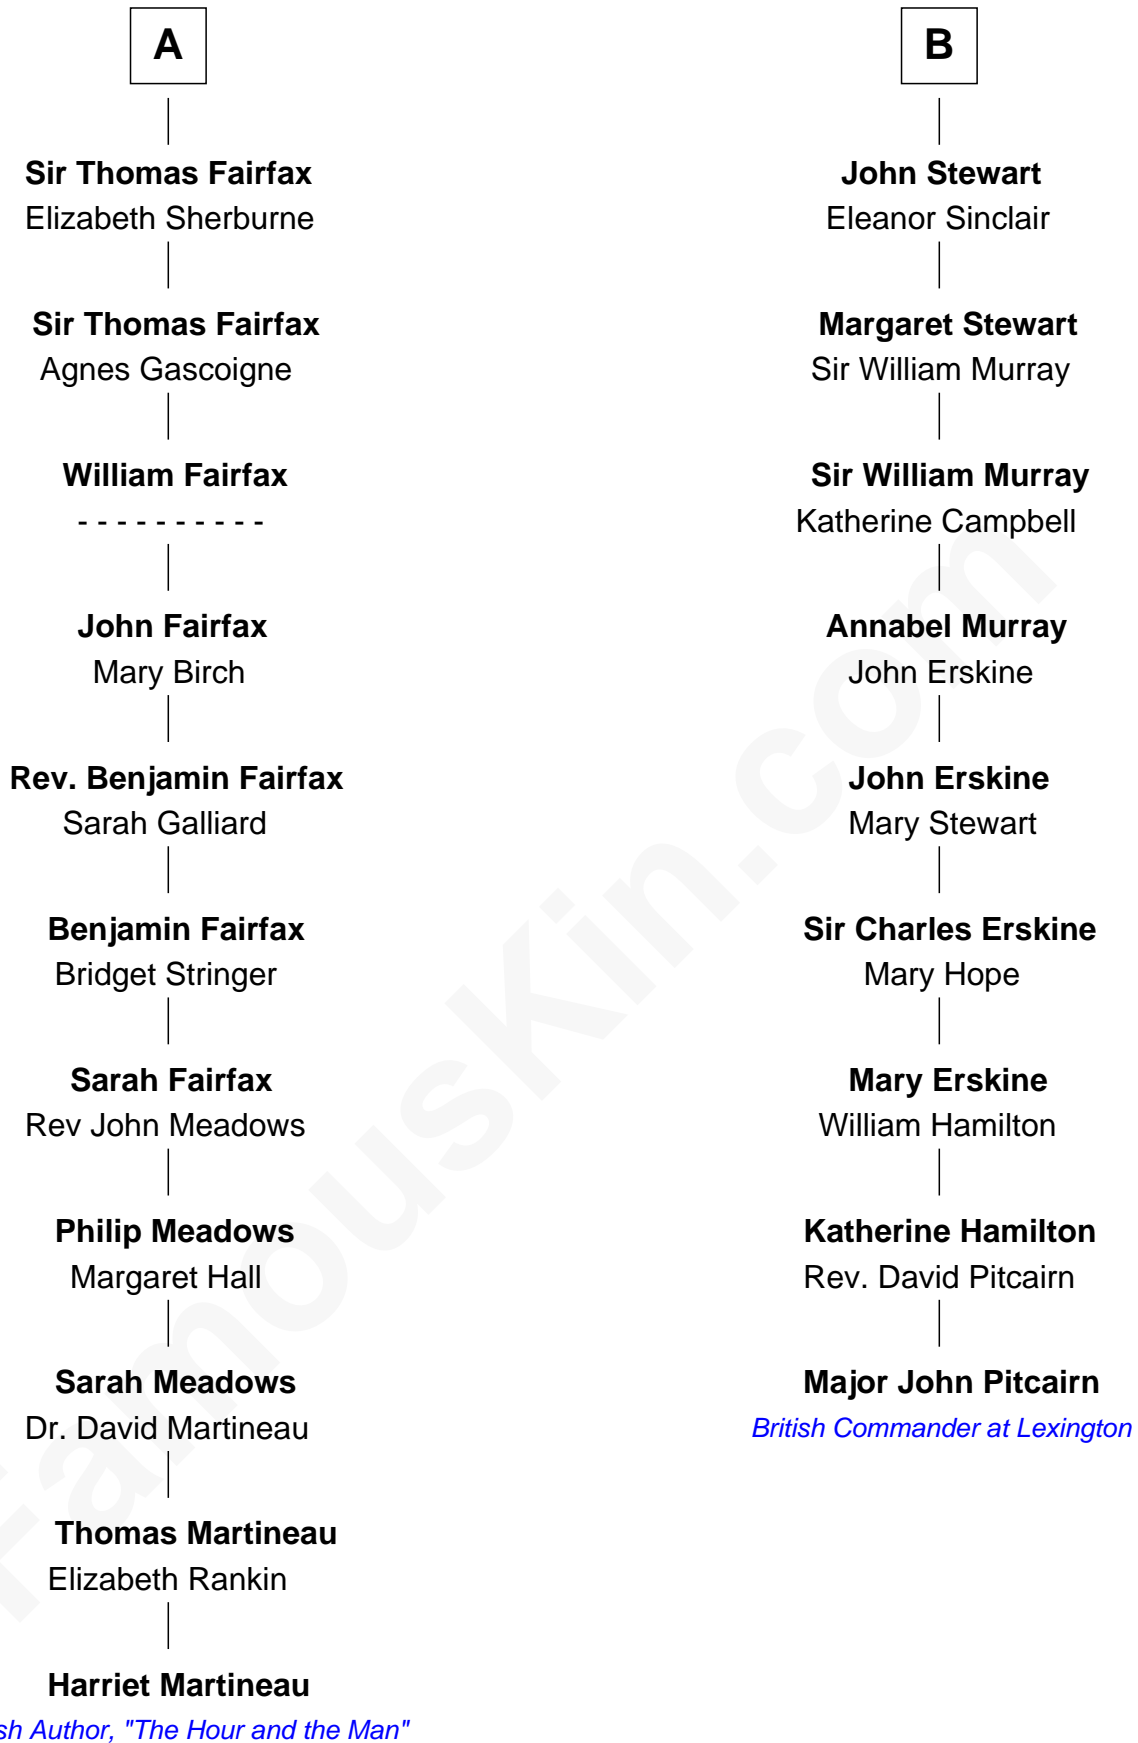 A
Sir Thomas Fairfax
Elizabeth Sherburne
Sir Thomas Fairfax
Agnes Gascoigne
William Fairfax
- - - - - - - - - -
John Fairfax
Mary Birch
Rev. Benjamin Fairfax
Sarah Galliard
Benjamin Fairfax
Bridget Stringer
Sarah Fairfax
Rev John Meadows
Philip Meadows
Margaret Hall
Sarah Meadows
Dr. David Martineau
Thomas Martineau
Elizabeth Rankin
Harriet Martineau
sh Author, "The Hour and the Man"
B
John Stewart
Eleanor Sinclair
Margaret Stewart
Sir William Murray
Sir William Murray
Katherine Campbell
Annabel Murray
John Erskine
John Erskine
Mary Stewart
Sir Charles Erskine
Mary Hope
Mary Erskine
William Hamilton
Katherine Hamilton
Rev. David Pitcairn
Major John Pitcairn
British Commander at Lexington
FamousKin.com